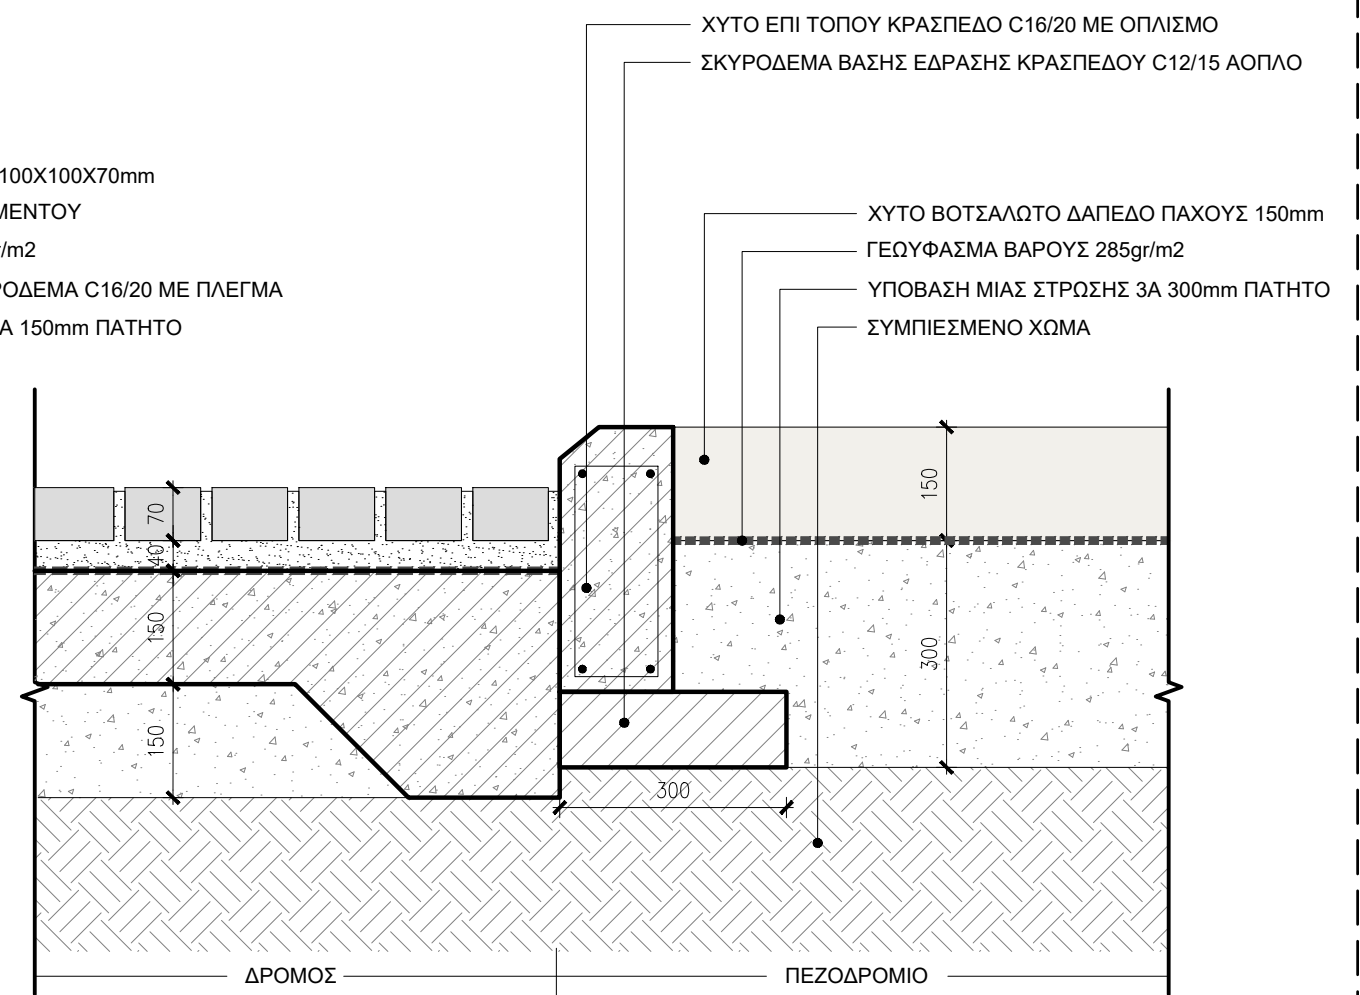 ΧΥΤΟ ΕΠΙ ΤΟΠΟΥ ΚΡΑΣΠΕΔΟ C16/20 ΜΕ ΟΠΛΙΣΜΟ
ΣΚΥΡΟΔΕΜΑ ΒΑΣΗΣ ΕΔΡΑΣΗΣ ΚΡΑΣΠΕΔΟΥ C12/15 ΑΟΠΛΟ
100X100X70mm
ΜΕΝΤΟΥ
r/m2
ΡΟΔΕΜΑ C16/20 ΜΕ ΠΛΕΓΜΑ
Α 150mm ΠΑΤΗΤΟ
ΧΥΤΟ ΒΟΤΣΑΛΩΤΟ ΔΑΠΕΔΟ ΠΑΧΟΥΣ 150mm
ΓΕΩΥΦΑΣΜΑ ΒΑΡΟΥΣ 285gr/m2
ΥΠΟΒΑΣΗ ΜΙΑΣ ΣΤΡΩΣΗΣ 3Α 300mm ΠΑΤΗΤΟ
ΣΥΜΠΙΕΣΜΕΝΟ ΧΩΜΑ
70
40
150
150
150
300
300
ΔΡΟΜΟΣ
ΠΕΖΟΔΡΟΜΙΟ